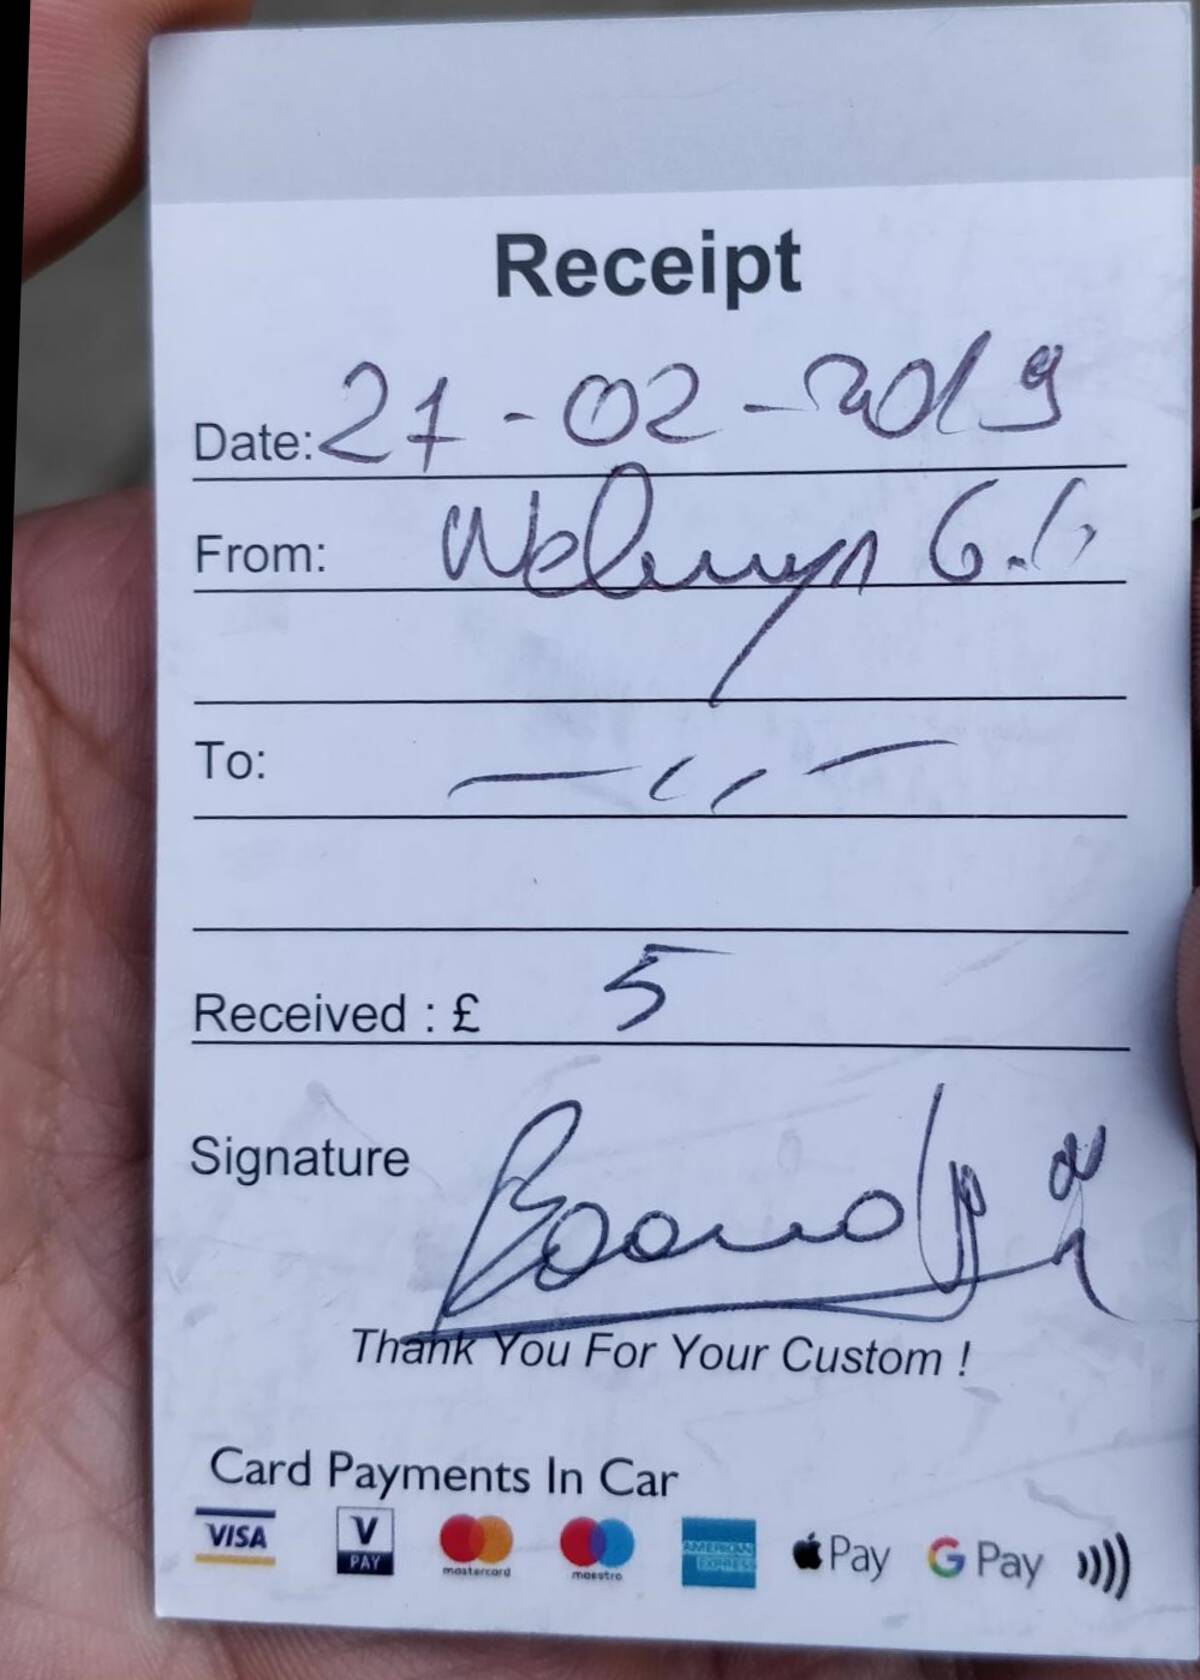 Receipt
Date: 27-02-2019
From: Welwyn G.C
To: — ,, —
Received : £ 5
Signature
Thank You For Your Custom !
Card Payments In Car
VISA V PAY mastercard maestro AMERICAN EXPRESS Pay G Pay